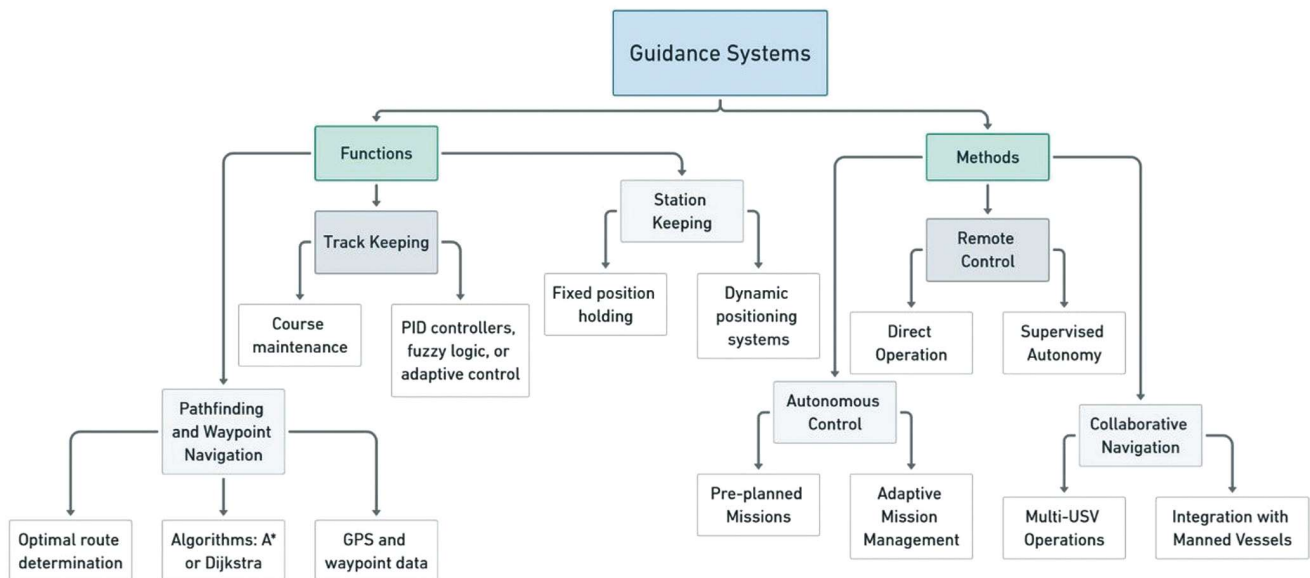 Guidance Systems
Functions
Methods
Track Keeping
Station
Keeping
Remote
Control
Course
maintenance
PID controllers,
fuzzy logic, or
adaptive control
Fixed position
holding
Dynamic
positioning
systems
Direct
Operation
Supervised
Autonomy
Pathfinding
and Waypoint
Navigation
Autonomous
Control
Collaborative
Navigation
Optimal route
determination
Algorithms: A*
or Dijkstra
GPS and
waypoint data
Pre-planned
Missions
Adaptive
Mission
Management
Multi-USV
Operations
Integration with
Manned Vessels